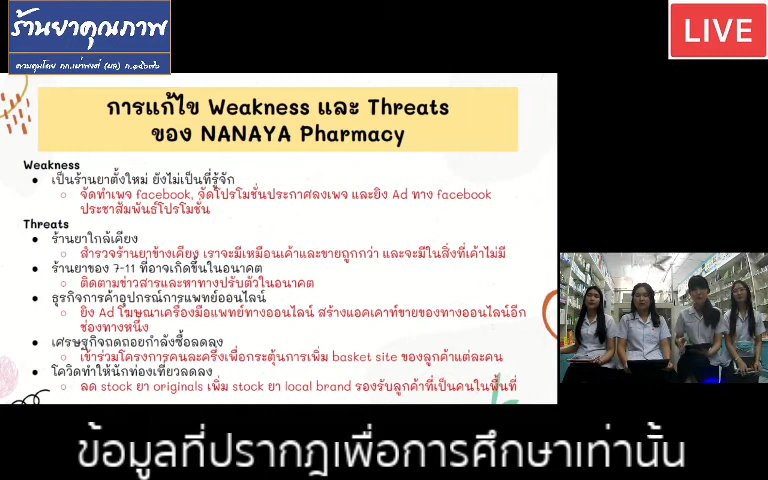 ร้านยาคุณภาพ
ควบคุมโดย ภก.เผ่าพงศ์ (นจ) ภ.๑๕๖๗๖
LIVE
การแก้ไข Weakness และ Threats
ของ NANAYA Pharmacy
Weakness
เป็นร้านยาตั้งใหม่ ยังไม่เป็นที่รู้จัก
จัดทำเพจ facebook, จัดโปรโมชั่นประกาศลงเพจ และยิง Ad ทาง facebook
ประชาสัมพันธ์โปรโมชั่น
Threats
ร้านยาใกล้เคียง
สำรวจร้านยาข้างเคียง เราจะมีเหมือนเค้าและขายถูกกว่า และจะมีในสิ่งที่เค้าไม่มี
ร้านยาของ 7-11 ที่อาจเกิดขึ้นในอนาคต
ติดตามข่าวสารและหาทางปรับตัวในอนาคต
ธุรกิจการค้าอุปกรณ์การแพทย์ออนไลน์
ยิง Ad โฆษณาเครื่องมือแพทย์ทางออนไลน์ สร้างแอคเคาท์ขายของทางออนไลน์อีก
ช่องทางหนึ่ง
เศรษฐกิจถดถอยกำลังซื้อลดลง
เข้าร่วมโครงการคนละครึ่งเพื่อกระตุ้นการเพิ่ม basket site ของลูกค้าแต่ละคน
โควิดทำให้นักท่องเที่ยวลดลง
ลด stock ยา originals เพิ่ม stock ยา local brand รองรับลูกค้าที่เป็นคนในพื้นที่
ข้อมูลที่ปรากฎเพื่อการศึกษาเท่านั้น